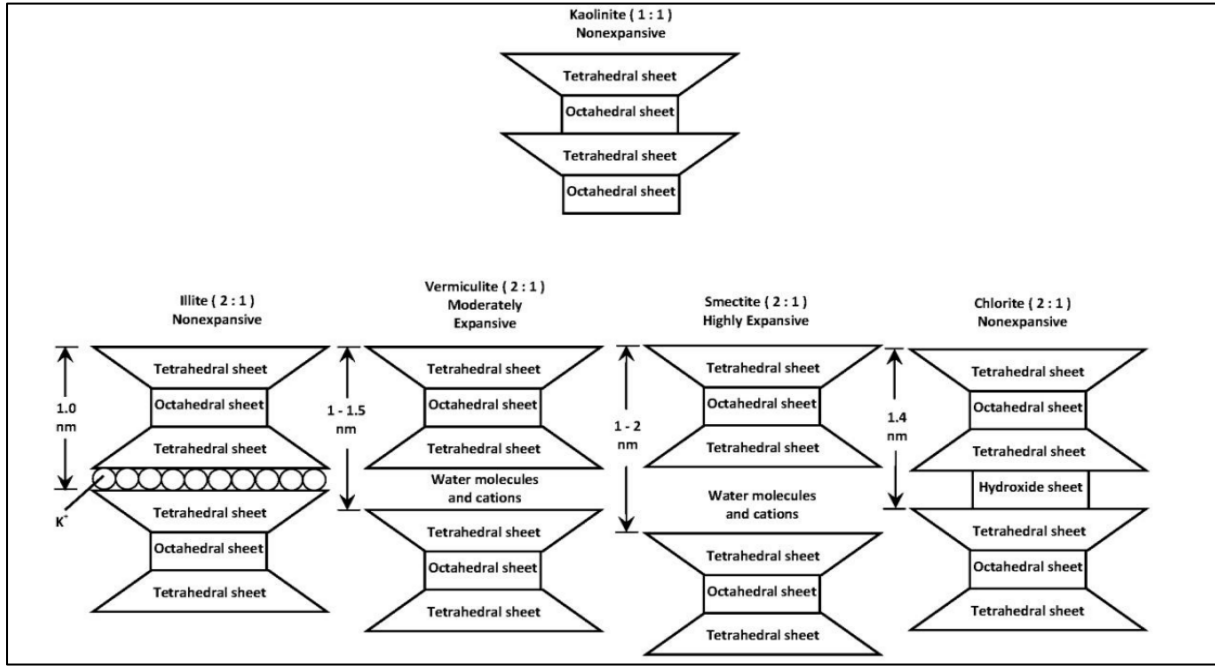 Kaolinite ( 1 : 1 )
Nonexpansive
Tetrahedral sheet
Octahedral sheet
Tetrahedral sheet
Octahedral sheet
Illite ( 2 : 1 )
Nonexpansive
1.0
nm
Tetrahedral sheet
Octahedral sheet
Tetrahedral sheet
K-
Tetrahedral sheet
Octahedral sheet
Tetrahedral sheet
Vermiculite ( 2 : 1 )
Moderately
Expansive
1 - 1.5
nm
Tetrahedral sheet
Octahedral sheet
Tetrahedral sheet
Water molecules
and cations
Tetrahedral sheet
Octahedral sheet
Tetrahedral sheet
Smectite ( 2 : 1 )
Highly Expansive
1 - 2
nm
Tetrahedral sheet
Octahedral sheet
Tetrahedral sheet
Water molecules
and cations
Tetrahedral sheet
Octahedral sheet
Tetrahedral sheet
Chlorite ( 2 : 1 )
Nonexpansive
1.4
nm
Tetrahedral sheet
Octahedral sheet
Tetrahedral sheet
Hydroxide sheet
Tetrahedral sheet
Octahedral sheet
Tetrahedral sheet